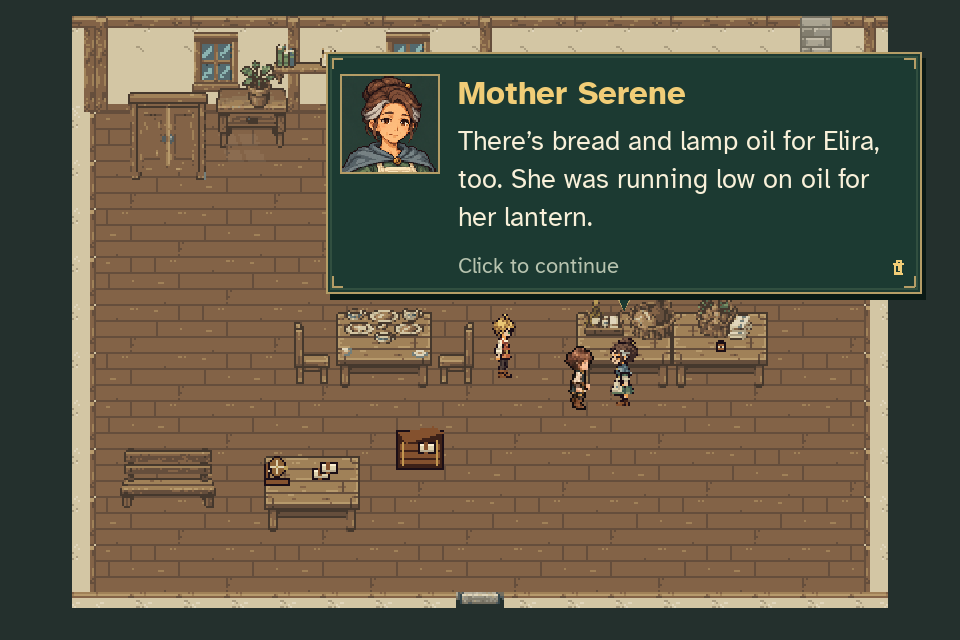 Mother Serene
There’s bread and lamp oil for Elira,
too. She was running low on oil for
her lantern.
Click to continue